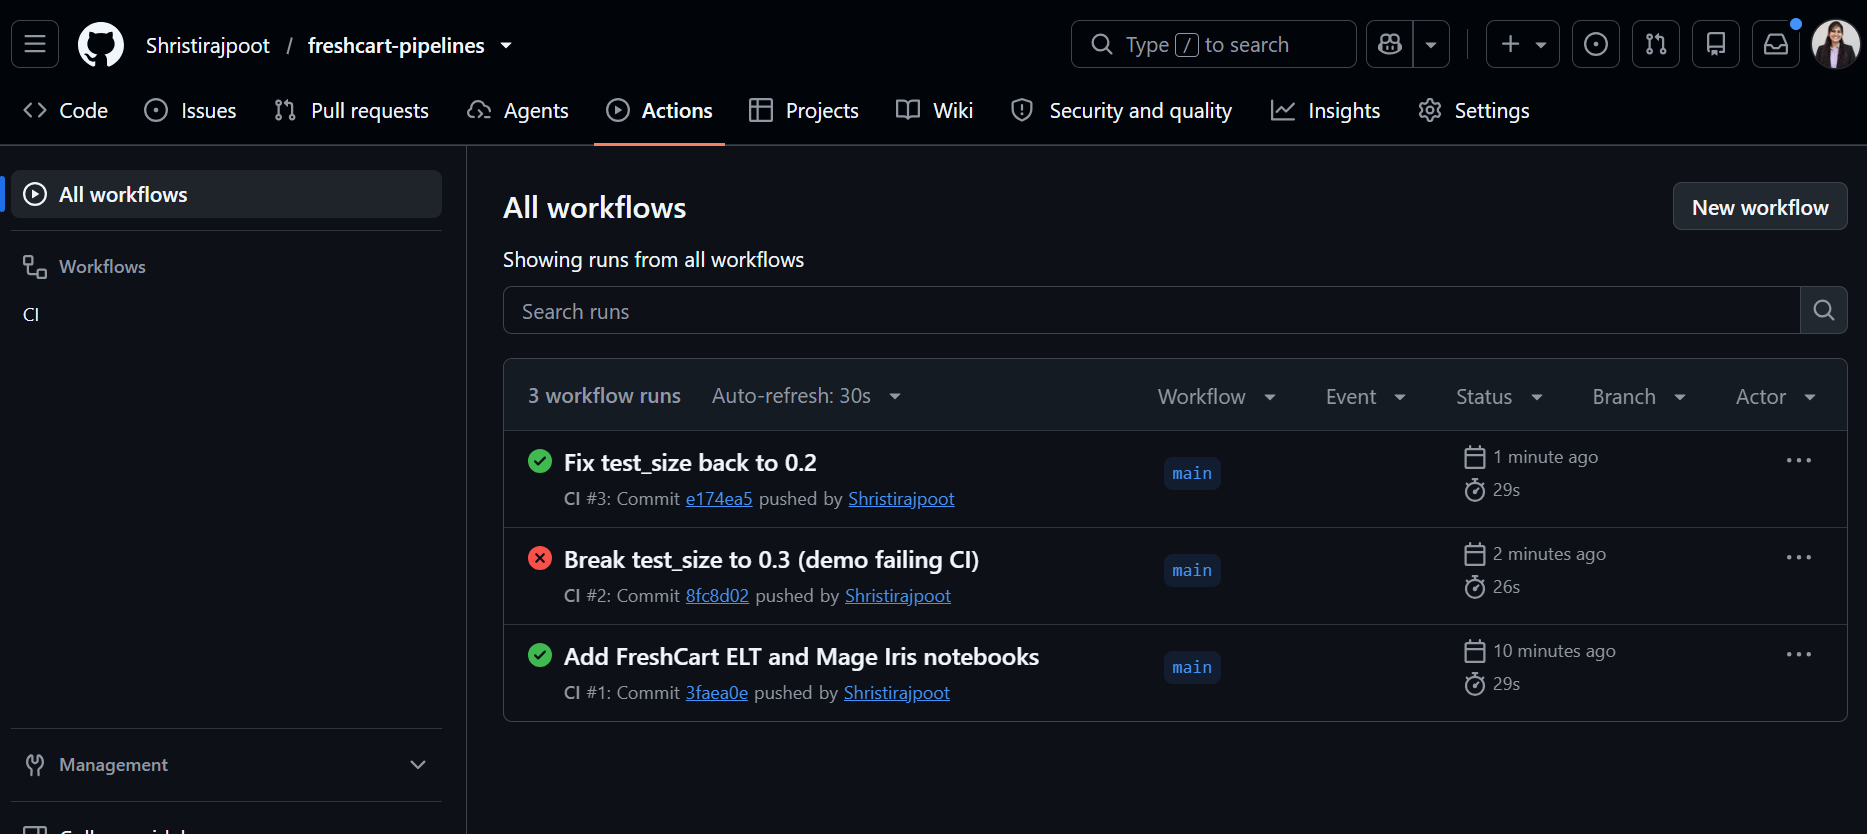 Shristirajpoot / freshcart-pipelines
Type / to search
Code Issues Pull requests Agents Actions Projects Wiki Security and quality Insights Settings
All workflows
Workflows
CI
Management
All workflows
New workflow
Showing runs from all workflows
Search runs
3 workflow runs Auto-refresh: 30s Workflow Event Status Branch Actor
Fix test_size back to 0.2
CI #3: Commit e174ea5 pushed by Shristirajpoot
main
1 minute ago
29s
Break test_size to 0.3 (demo failing CI)
CI #2: Commit 8fc8d02 pushed by Shristirajpoot
main
2 minutes ago
26s
Add FreshCart ELT and Mage Iris notebooks
CI #1: Commit 3faea0e pushed by Shristirajpoot
main
10 minutes ago
29s